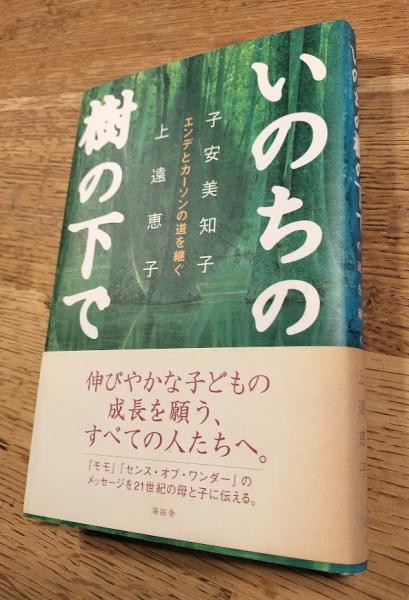 いのちの
樹の下で
子安美知子
エンデとカーソンの道を継ぐ
上遠恵子
伸びやかな子どもの
成長を願う、
すべての人たちへ。
『モモ』『センス・オブ・ワンダー』の
メッセージを21世紀の母と子に伝える。
海拓舎
上遠恵子